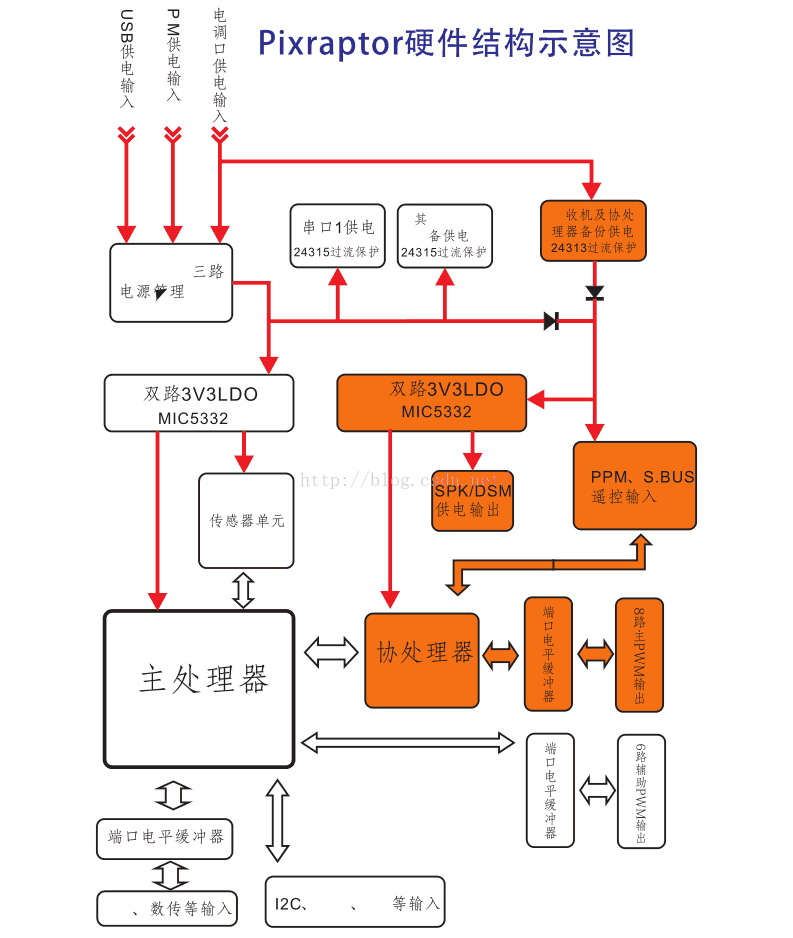 Pixraptor硬件结构示意图
USB供电输入
PM供电输入
电调口供电输入
串口1供电
24315过流保护
其
备供电
24315过流保护
收机及协处
理器备份供电
24313过流保护
三路
电源管理
双路3V3LDO
MIC5332
双路3V3LDO
MIC5332
http://blog.csdn.net
传感器单元
SPK/DSM
供电输出
PPM、S.BUS
遥控输入
主处理器
协处理器
端口电平缓冲器
8路主PWM输出
端口电平缓冲器
6路辅助PWM输出
端口电平缓冲器
、数传等输入
I2C、 、 等输入